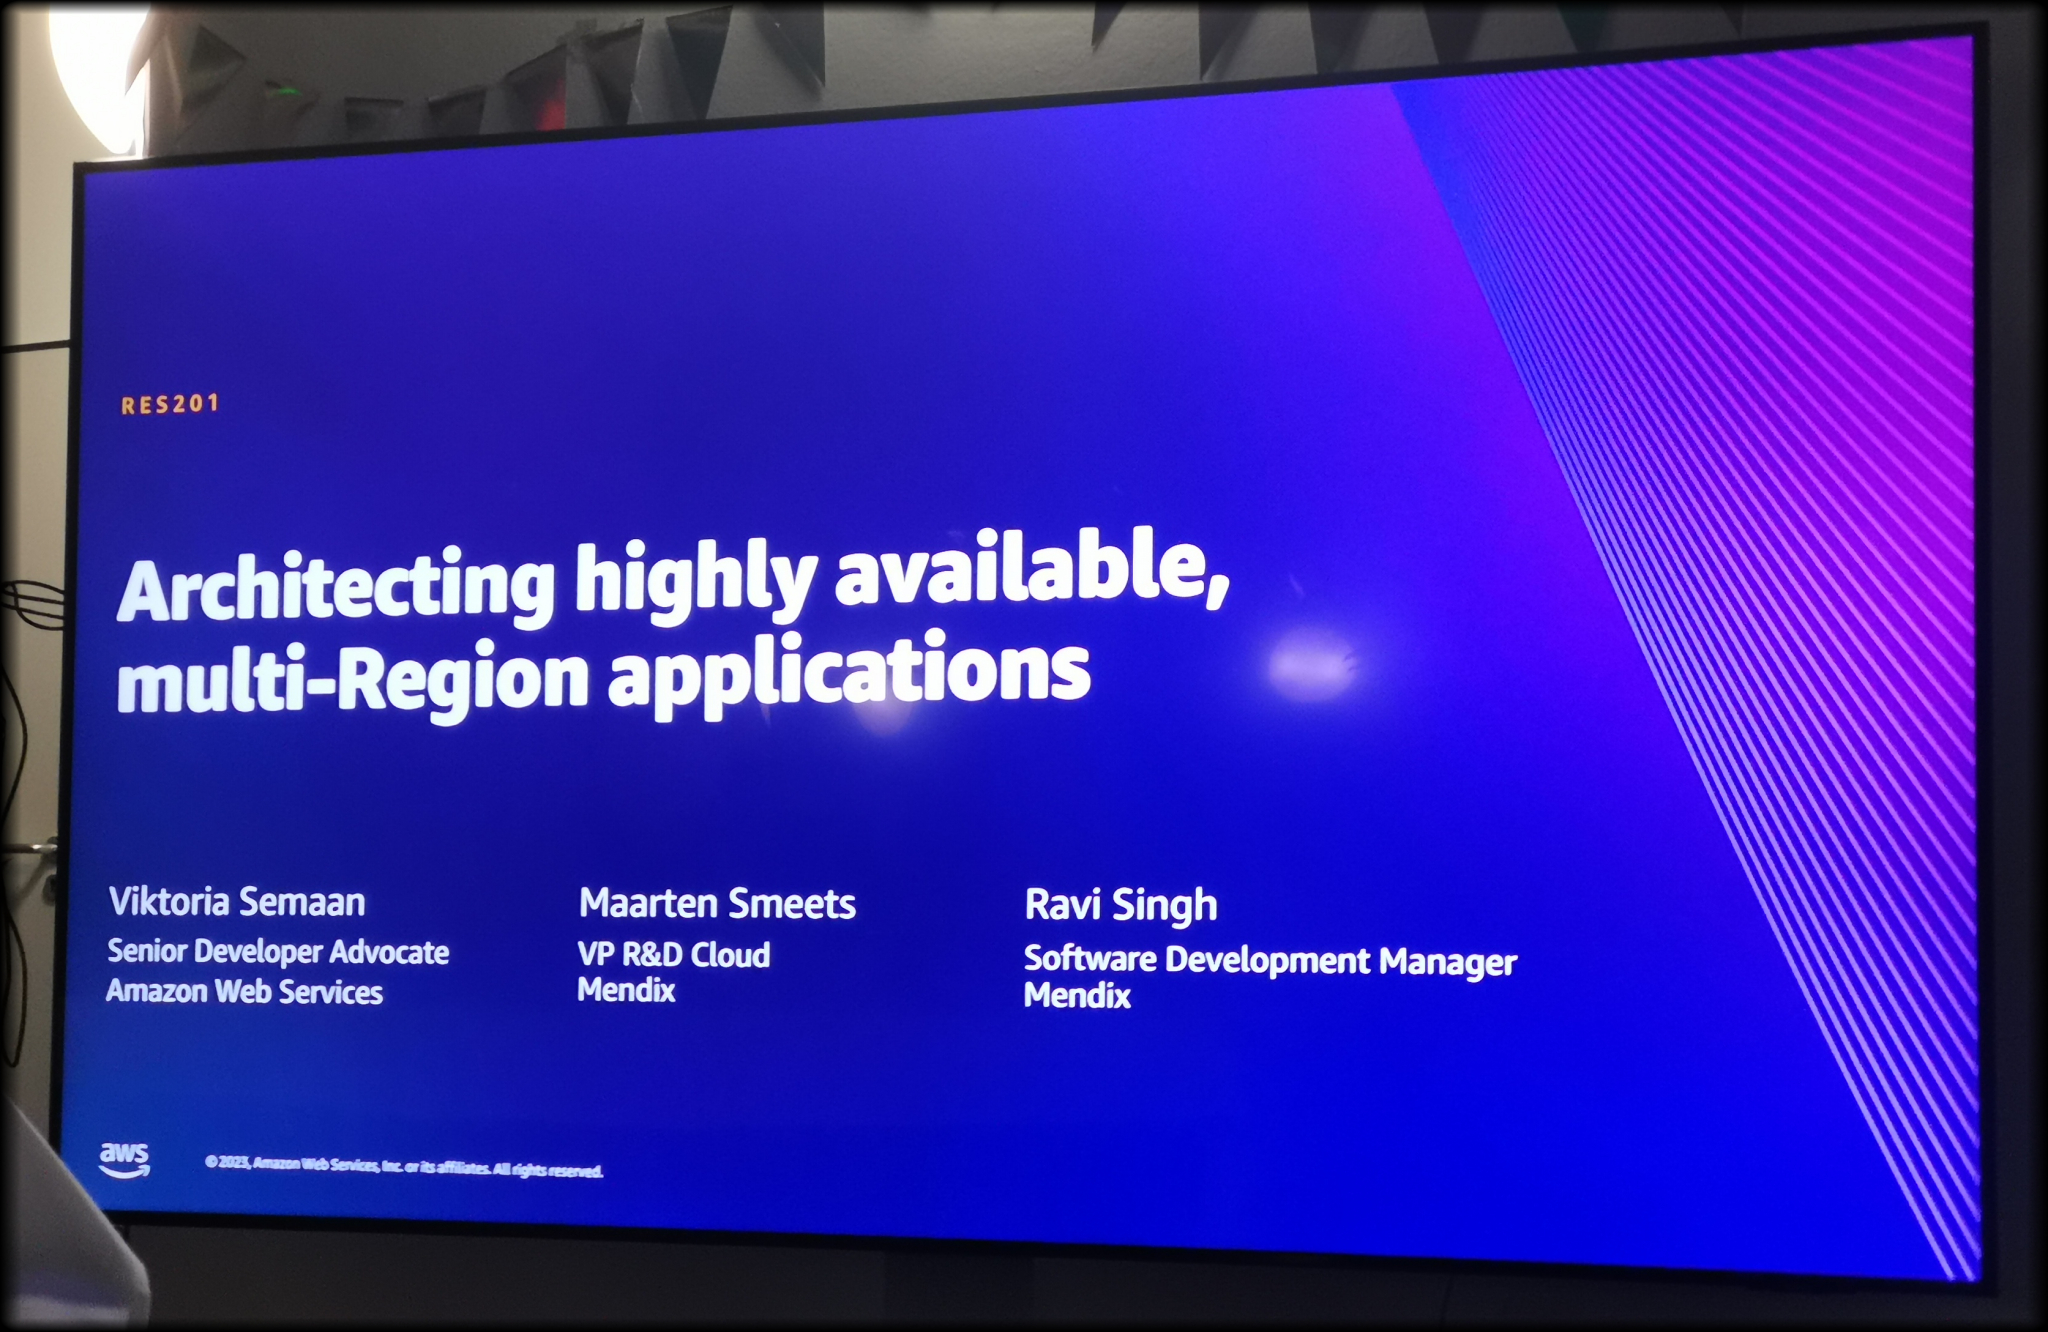 RES201
Architecting highly available,
multi-Region applications
Viktoria Semaan
Senior Developer Advocate
Amazon Web Services
Maarten Smeets
VP R&D Cloud
Mendix
Ravi Singh
Software Development Manager
Mendix
aws
© 2023, Amazon Web Services, Inc. or its affiliates. All rights reserved.